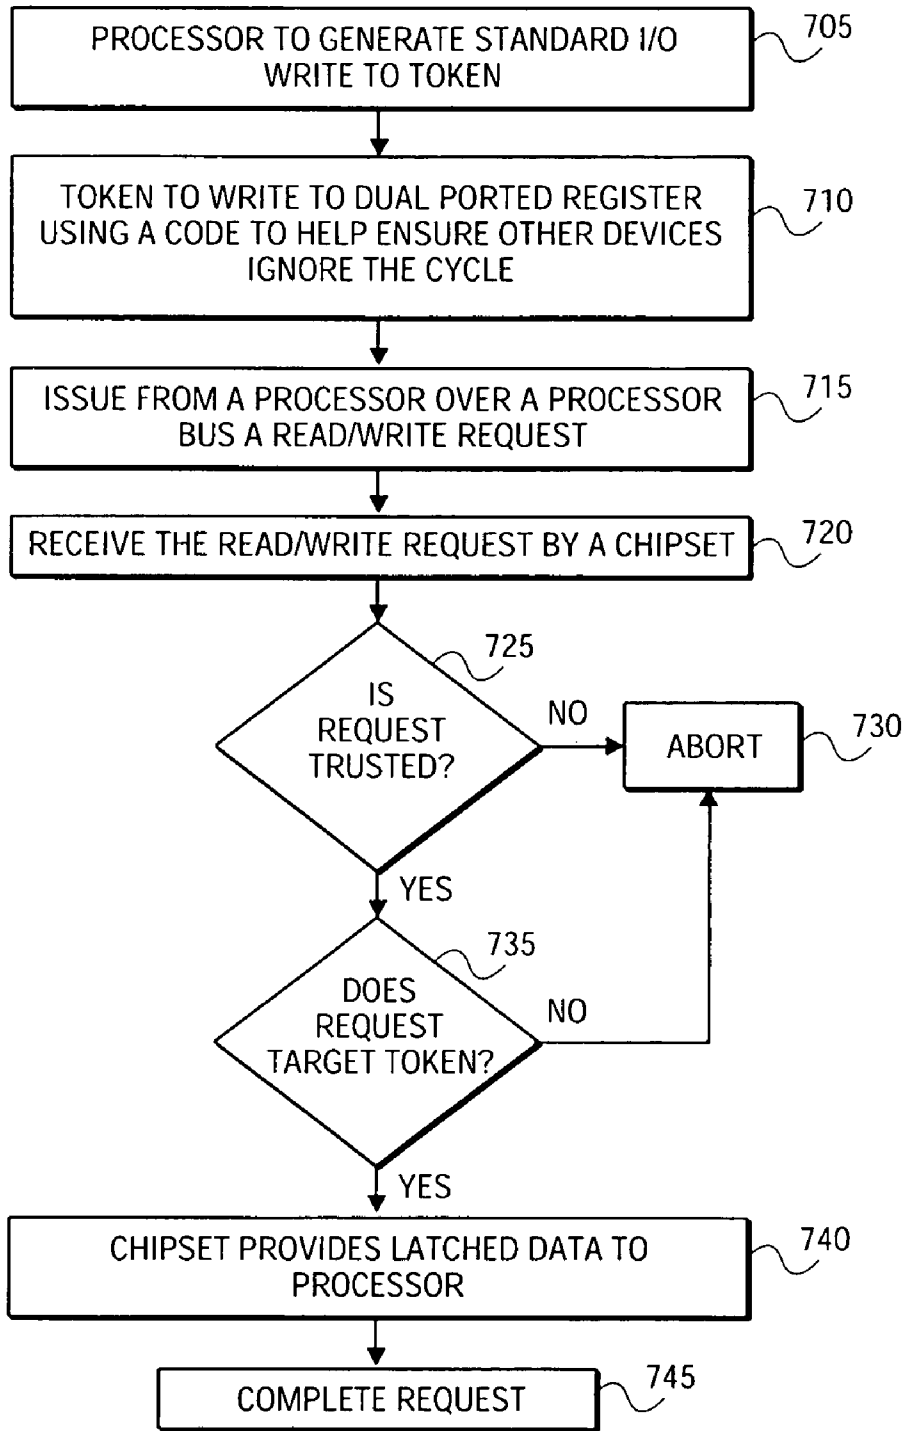 PROCESSOR TO GENERATE STANDARD I/O
WRITE TO TOKEN
705
TOKEN TO WRITE TO DUAL PORTED REGISTER
USING A CODE TO HELP ENSURE OTHER DEVICES
IGNORE THE CYCLE
710
ISSUE FROM A PROCESSOR OVER A PROCESSOR
BUS A READ/WRITE REQUEST
715
RECEIVE THE READ/WRITE REQUEST BY A CHIPSET
720
IS
REQUEST
TRUSTED?
725
NO
ABORT
730
YES
DOES
REQUEST
TARGET TOKEN?
735
NO
YES
CHIPSET PROVIDES LATCHED DATA TO
PROCESSOR
740
COMPLETE REQUEST
745